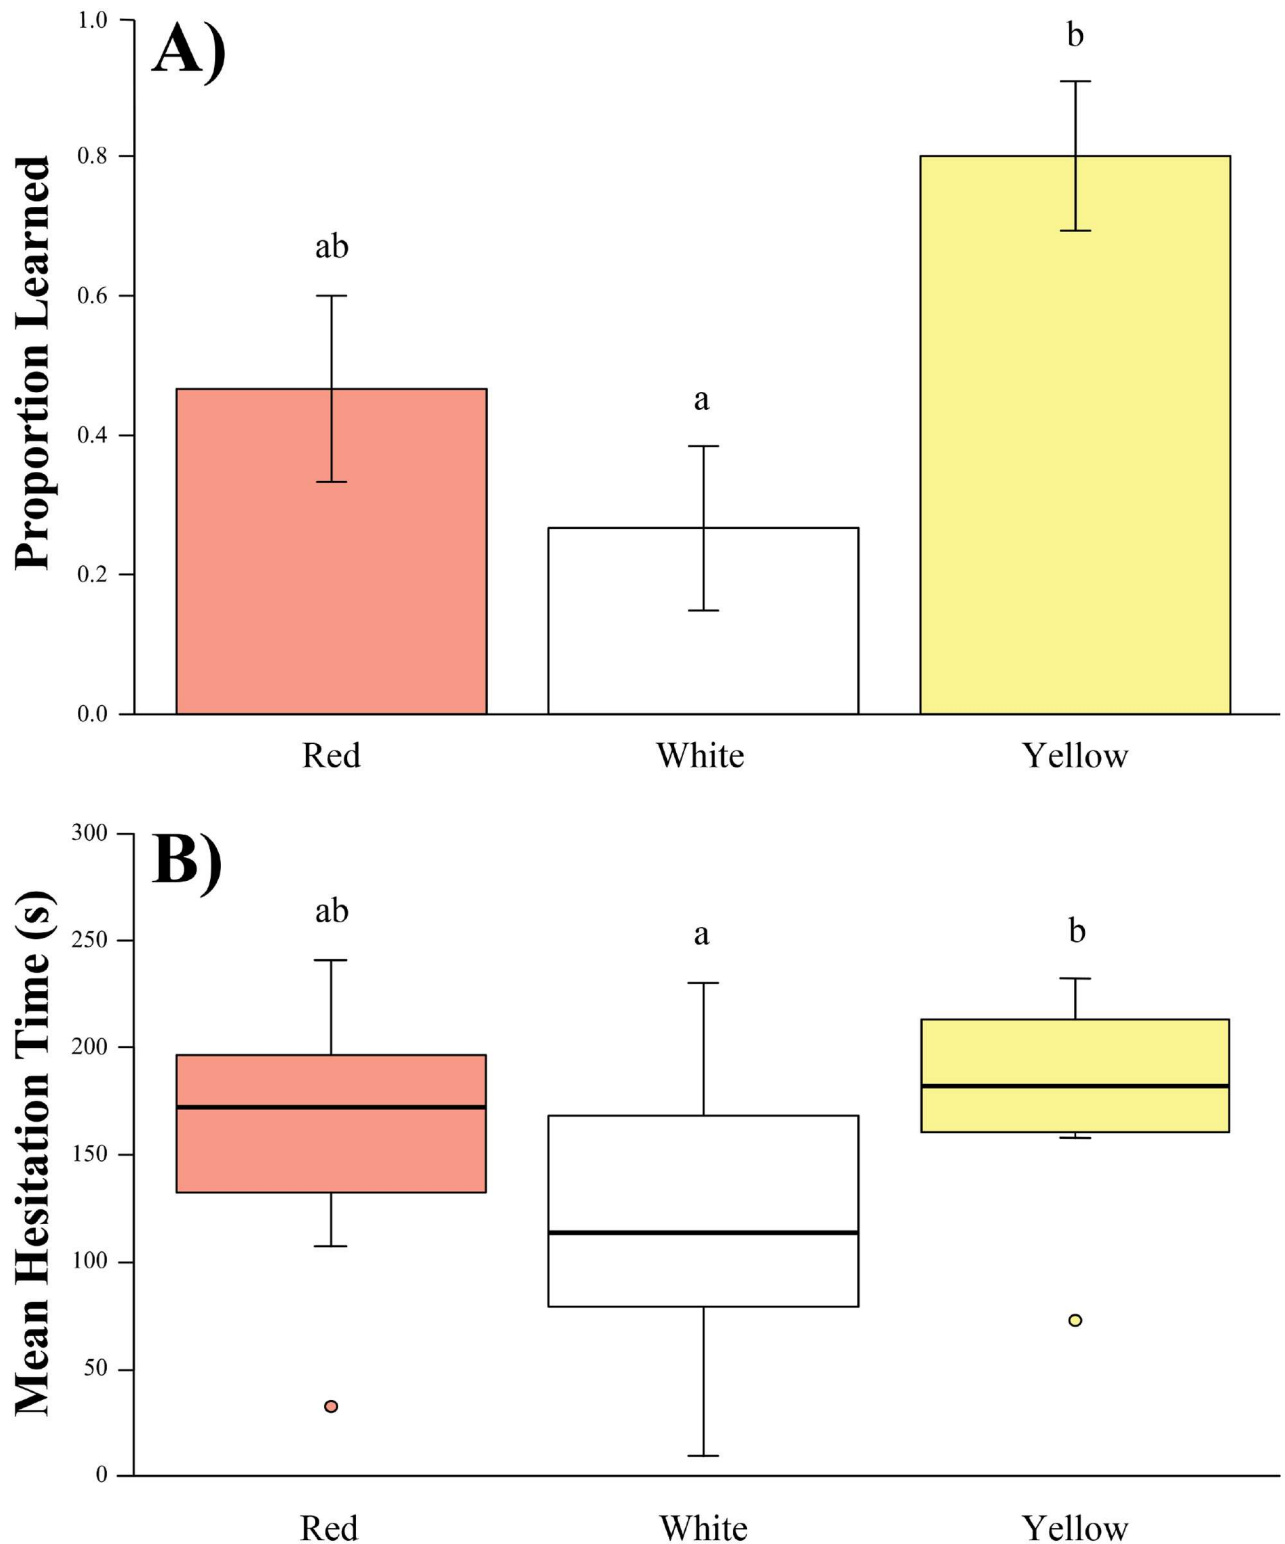 A)
Proportion Learned
1.0
0.8
0.6
0.4
0.2
0.0
ab
a
b
Red
White
Yellow
B)
Mean Hesitation Time (s)
300
250
200
150
100
50
0
ab
a
b
Red
White
Yellow